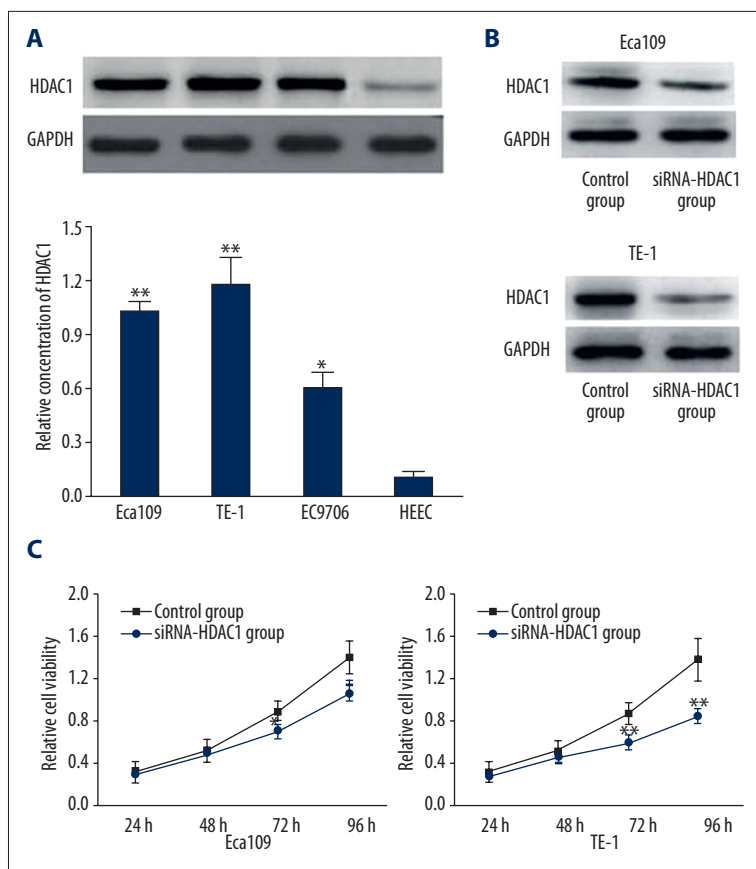 A
HDAC1
GAPDH
Relative concentration of HDAC1
1.5
1.2
0.9
0.6
0.3
0.0
**
**
*
Eca109 TE-1 EC9706 HEEC
B
Eca109
HDAC1
GAPDH
Control group siRNA-HDAC1 group
TE-1
HDAC1
GAPDH
Control group siRNA-HDAC1 group
C
Relative cell viability
2.0
1.6
1.2
0.8
0.4
0.0
Control group
siRNA-HDAC1 group
*
24 h 48 h 72 h 96 h
Eca109
Relative cell viability
2.0
1.6
1.2
0.8
0.4
0.0
Control group
siRNA-HDAC1 group
**
**
24 h 48 h 72 h 96 h
TE-1